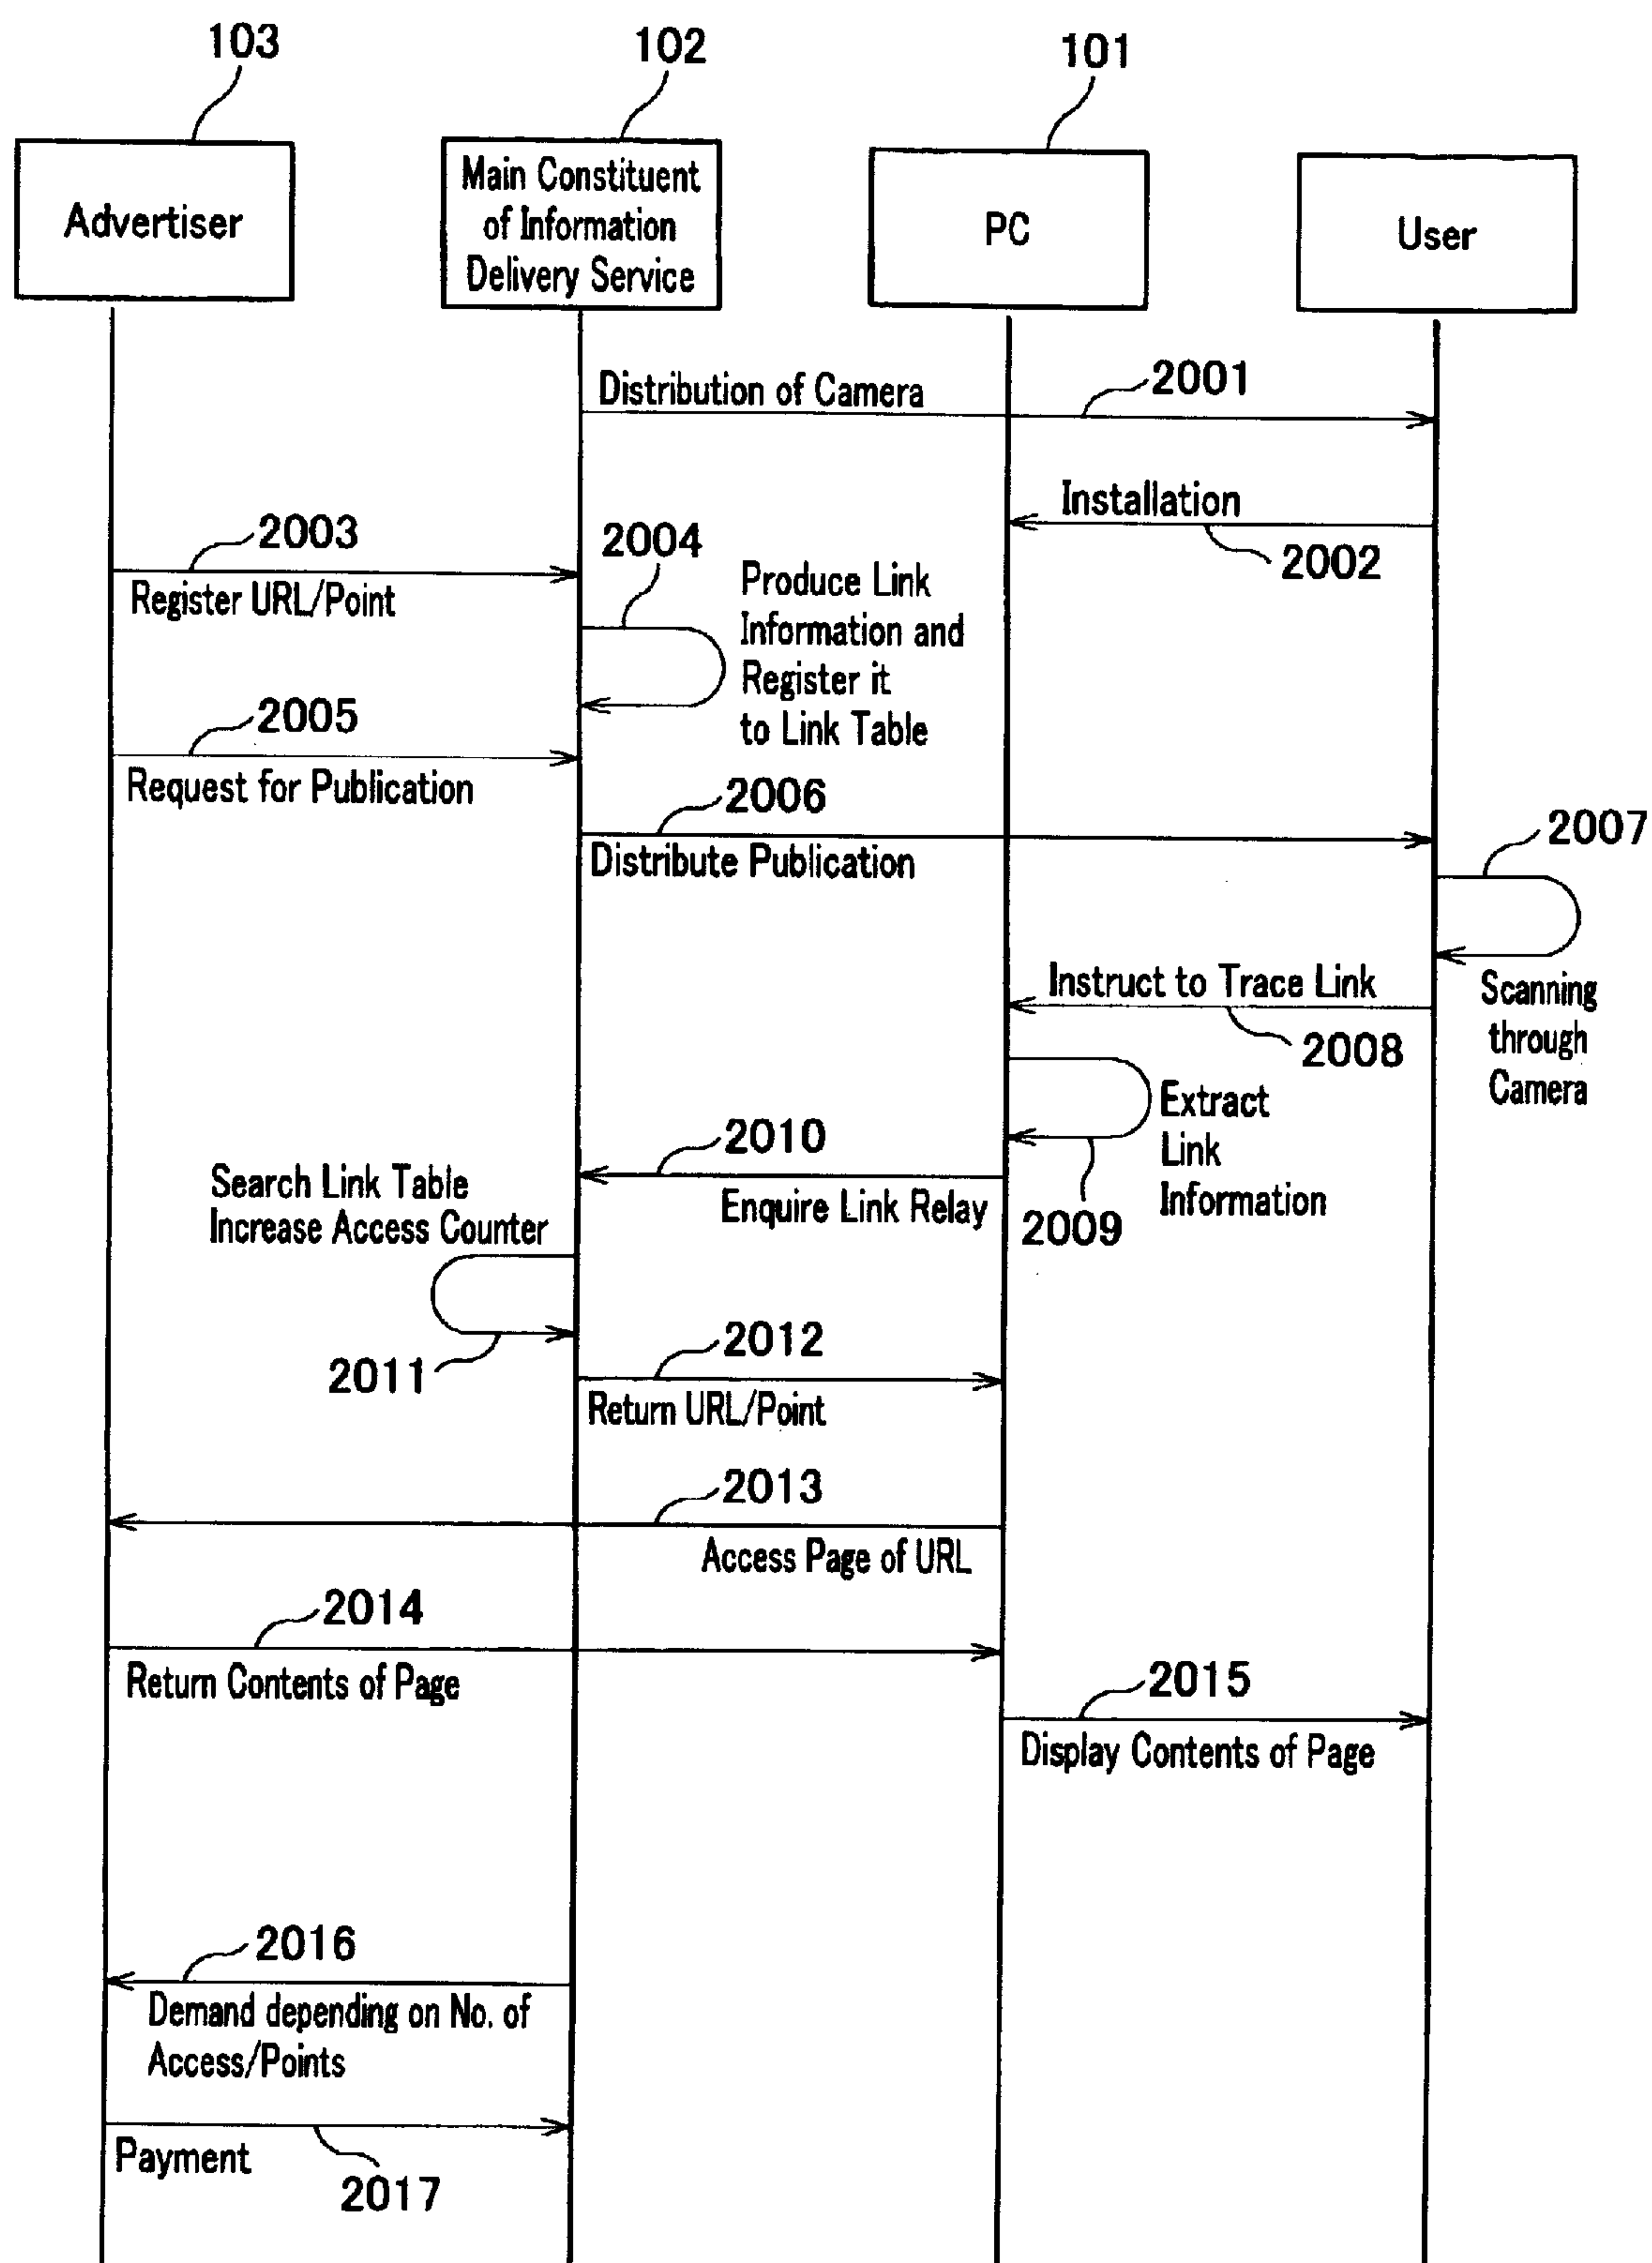 103
102
101
Advertiser
Main Constituent
of Information
Delivery Service
PC
User
Distribution of Camera
2001
Installation
2002
2003
Register URL/Point
2004
Produce Link
Information and
Register it
to Link Table
2005
Request for Publication
2006
Distribute Publication
2007
Scanning
through
Camera
Instruct to Trace Link
2008
Extract
Link
Information
2009
2010
Enquire Link Relay
Search Link Table
Increase Access Counter
2011
2012
Return URL/Point
2013
Access Page of URL
2014
Return Contents of Page
2015
Display Contents of Page
2016
Demand depending on No. of
Access/Points
Payment
2017